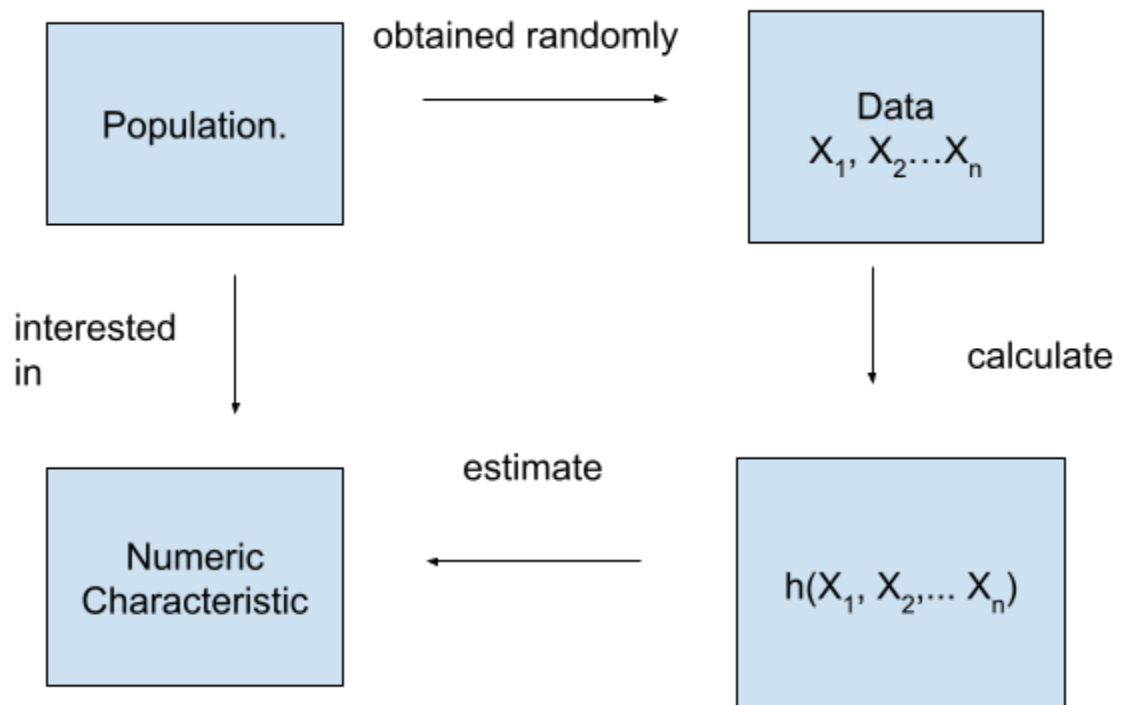 obtained randomly
Population.
Data
X₁, X₂...Xₙ
interested
in
calculate
estimate
Numeric
Characteristic
h(X₁, X₂,... Xₙ)